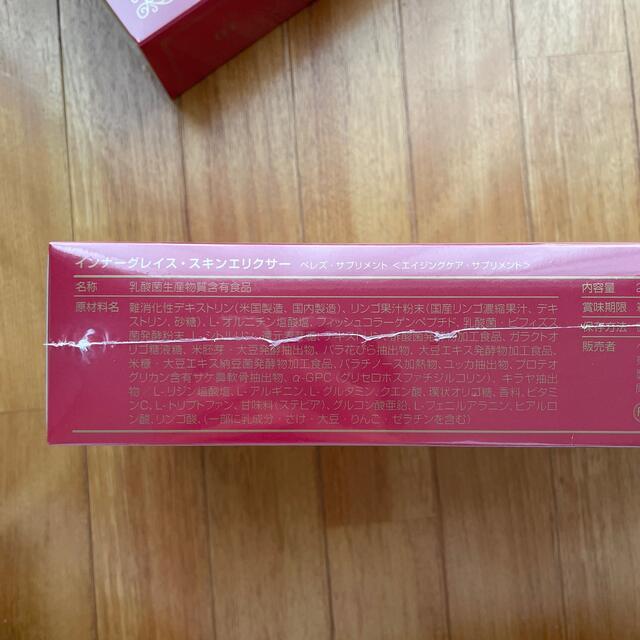 インナーグレイス・スキンエリクサー ベレズ・サプリメント <エイジングケア・サプリメント>
名称 乳酸菌生産物質含有食品
原材料名 難消化性デキストリン(米国製造、国内製造)、リンゴ果汁粉末(国産リンゴ濃縮果汁、デキ
ストリン、砂糖)、L-オルニチン塩酸塩、フィッシュコラーゲンペプチド、乳酸菌・ビフィズス
菌発酵粉末 ガラクトオ
リゴ糖液糖、米胚芽・大豆発酵抽出物、バラ花びら抽出物、大豆エキス発酵物加工食品、
米糠・大豆エキス納豆菌発酵物加工食品、パラチノース加熱物、ユッカ抽出物、プロテオ
グリカン含有サケ鼻軟骨抽出物、α-GPC(グリセロホスファチジルコリン)、キラヤ抽出
物 L-リジン塩酸塩、L-アルギニン、L-グルタミン、クエン酸、環状オリゴ糖、香料、ビタミ
ンC、L-トリプトファン、甘味料(ステビア)、グルコン酸亜鉛、L-フェニルアラニン、ヒアルロン
酸、リンゴ酸、(一部に乳成分・さけ・大豆・りんご・ゼラチンを含む)
内容量 2
賞味期限
保存方法
販売者